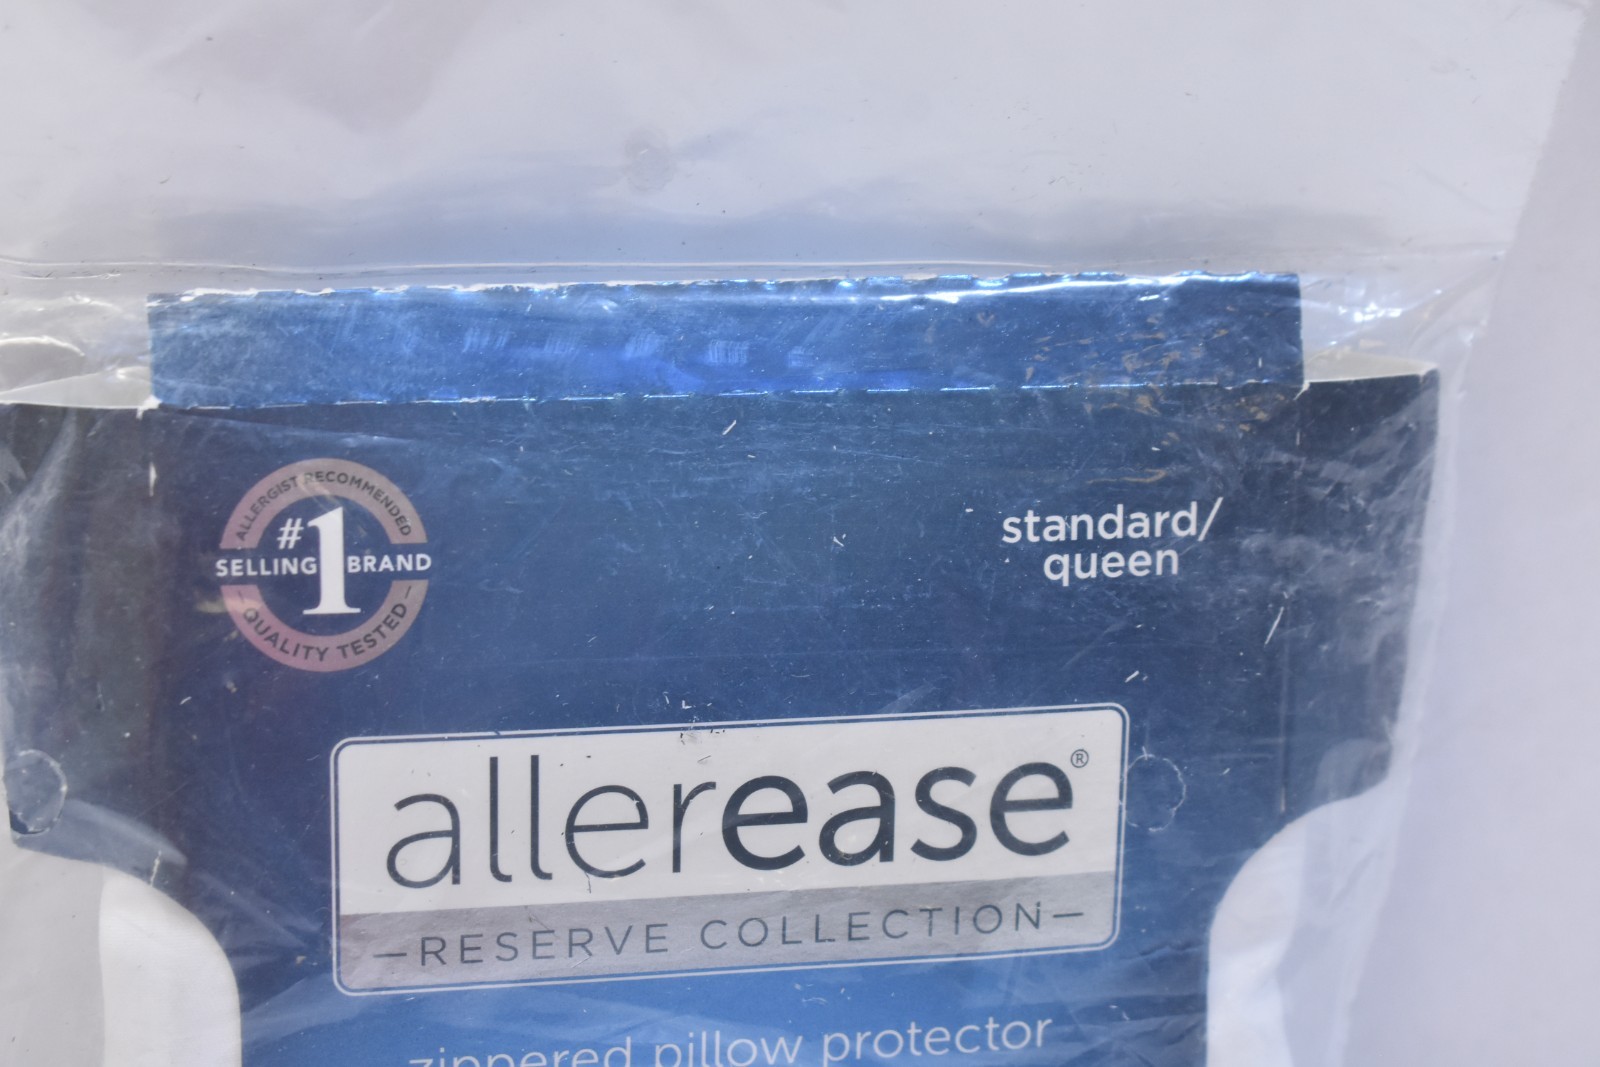 ALLERGIST RECOMMENDED
#1
SELLING BRAND
– QUALITY TESTED –
standard/
queen
allerease®
–RESERVE COLLECTION–
zippered pillow protector